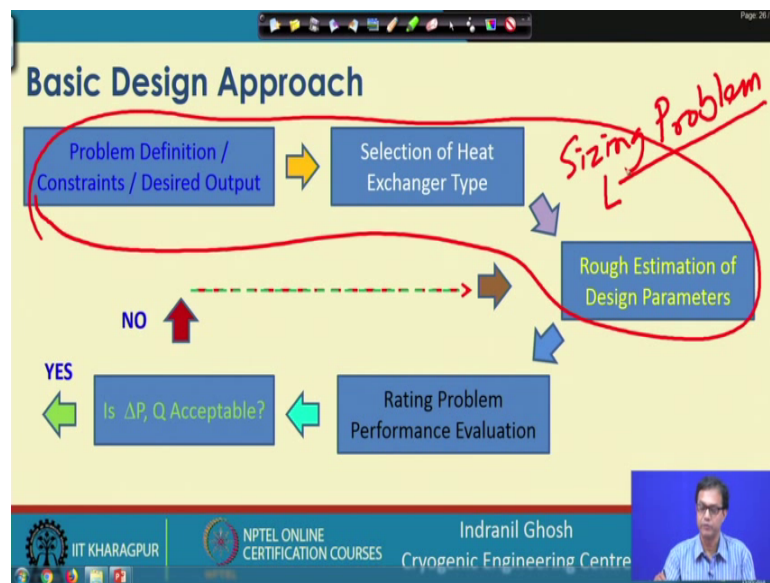 Page: 26
Basic Design Approach
Problem Definition /
Constraints / Desired Output
Selection of Heat
Exchanger Type
Sizing Problem
L
Rough Estimation of
Design Parameters
NO
YES
Is ΔP, Q Acceptable?
Rating Problem
Performance Evaluation
IIT KHARAGPUR
NPTEL ONLINE
CERTIFICATION COURSES
Indranil Ghosh
Cryogenic Engineering Centre